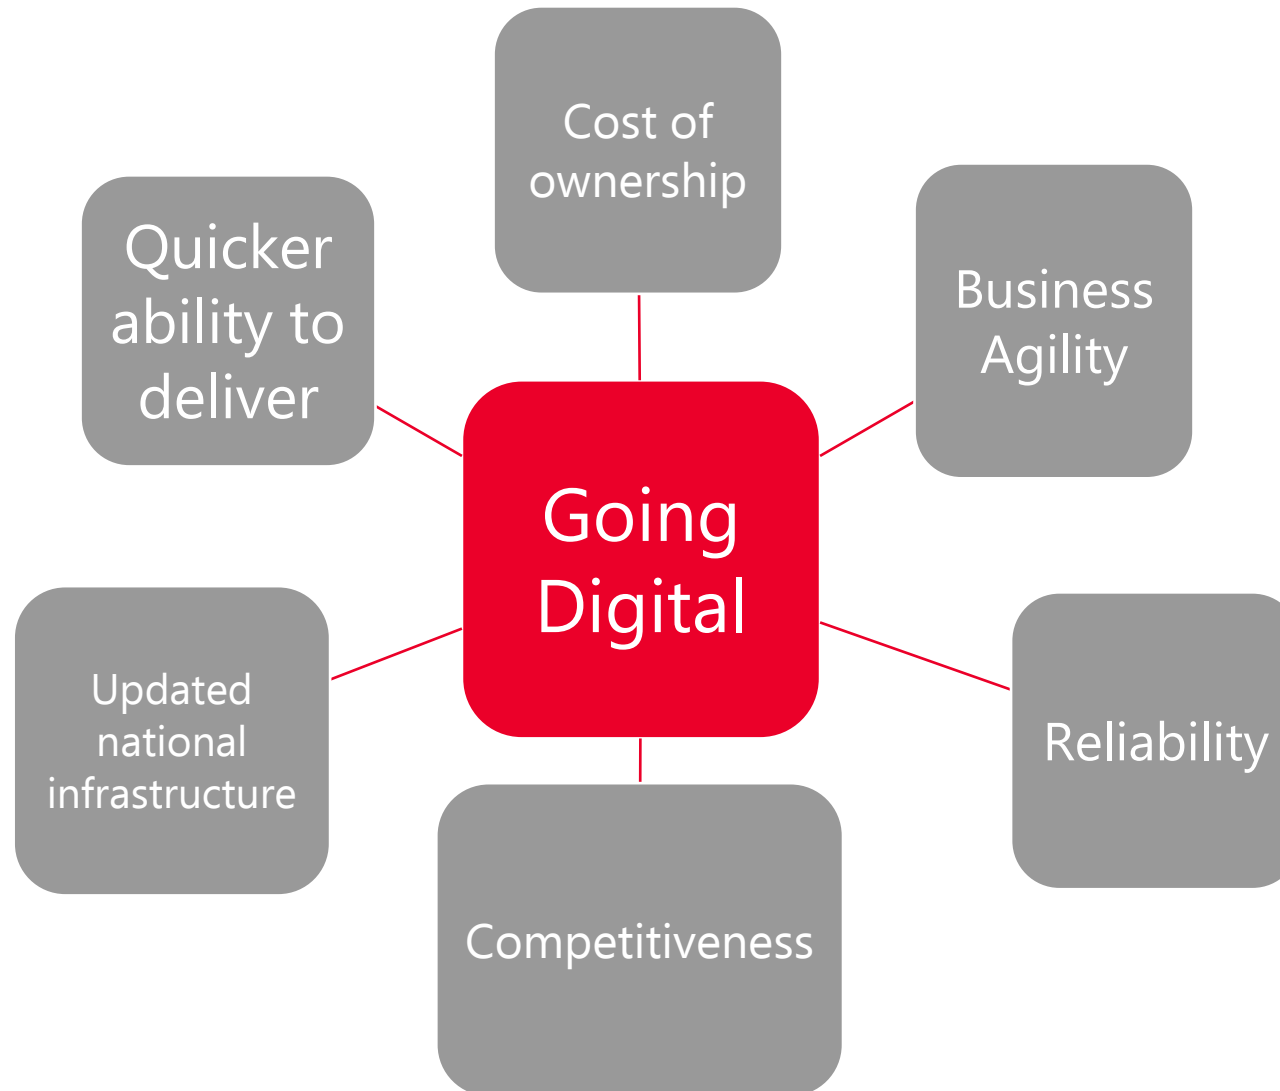 Cost of
ownership
Quicker
ability to
deliver
Business
Agility
Going
Digital
Updated
national
infrastructure
Reliability
Competitiveness